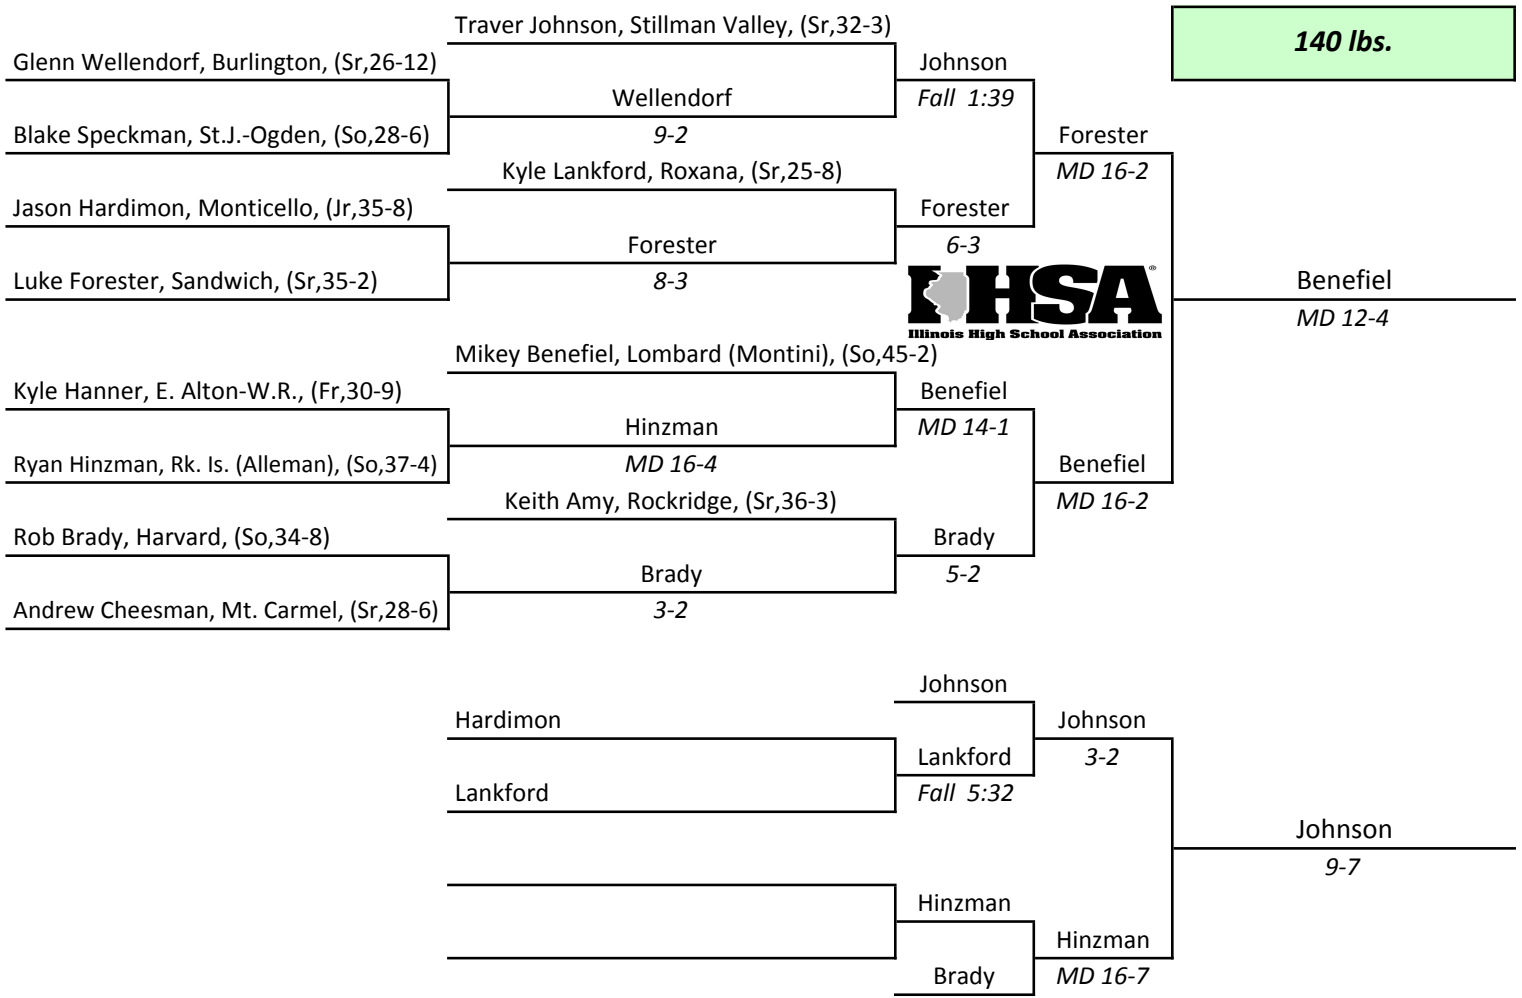 Traver Johnson, Stillman Valley, (Sr,32-3)
140 lbs.
Glenn Wellendorf, Burlington, (Sr,26-12)
Johnson
Wellendorf
Fall 1:39
Blake Speckman, St.J.-Ogden, (So,28-6)
9-2
Forester
Kyle Lankford, Roxana, (Sr,25-8)
MD 16-2
Jason Hardimon, Monticello, (Jr,35-8)
Forester
Forester
6-3
Luke Forester, Sandwich, (Sr,35-2)
8-3
IHSA®
Illinois High School Association
Benefiel
MD 12-4
Mikey Benefiel, Lombard (Montini), (So,45-2)
Kyle Hanner, E. Alton-W.R., (Fr,30-9)
Benefiel
Hinzman
MD 14-1
Ryan Hinzman, Rk. Is. (Alleman), (So,37-4)
MD 16-4
Benefiel
Keith Amy, Rockridge, (Sr,36-3)
MD 16-2
Rob Brady, Harvard, (So,34-8)
Brady
Brady
5-2
Andrew Cheesman, Mt. Carmel, (Sr,28-6)
3-2
Johnson
Hardimon
Johnson
Lankford
3-2
Lankford
Fall 5:32
Johnson
9-7
Hinzman
Hinzman
Brady
MD 16-7